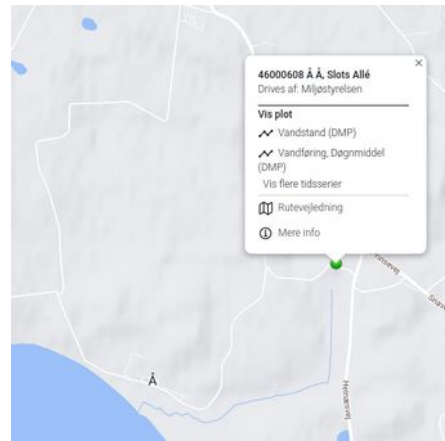 46000608 Å Å, Slots Allé
Drives af: Miljøstyrelsen
Vis plot
Vandstand (DMP)
Vandføring, Døgnmiddel
(DMP)
Vis flere tidsserier
Rutevejledning
Mere info
Å
Helnæsvej